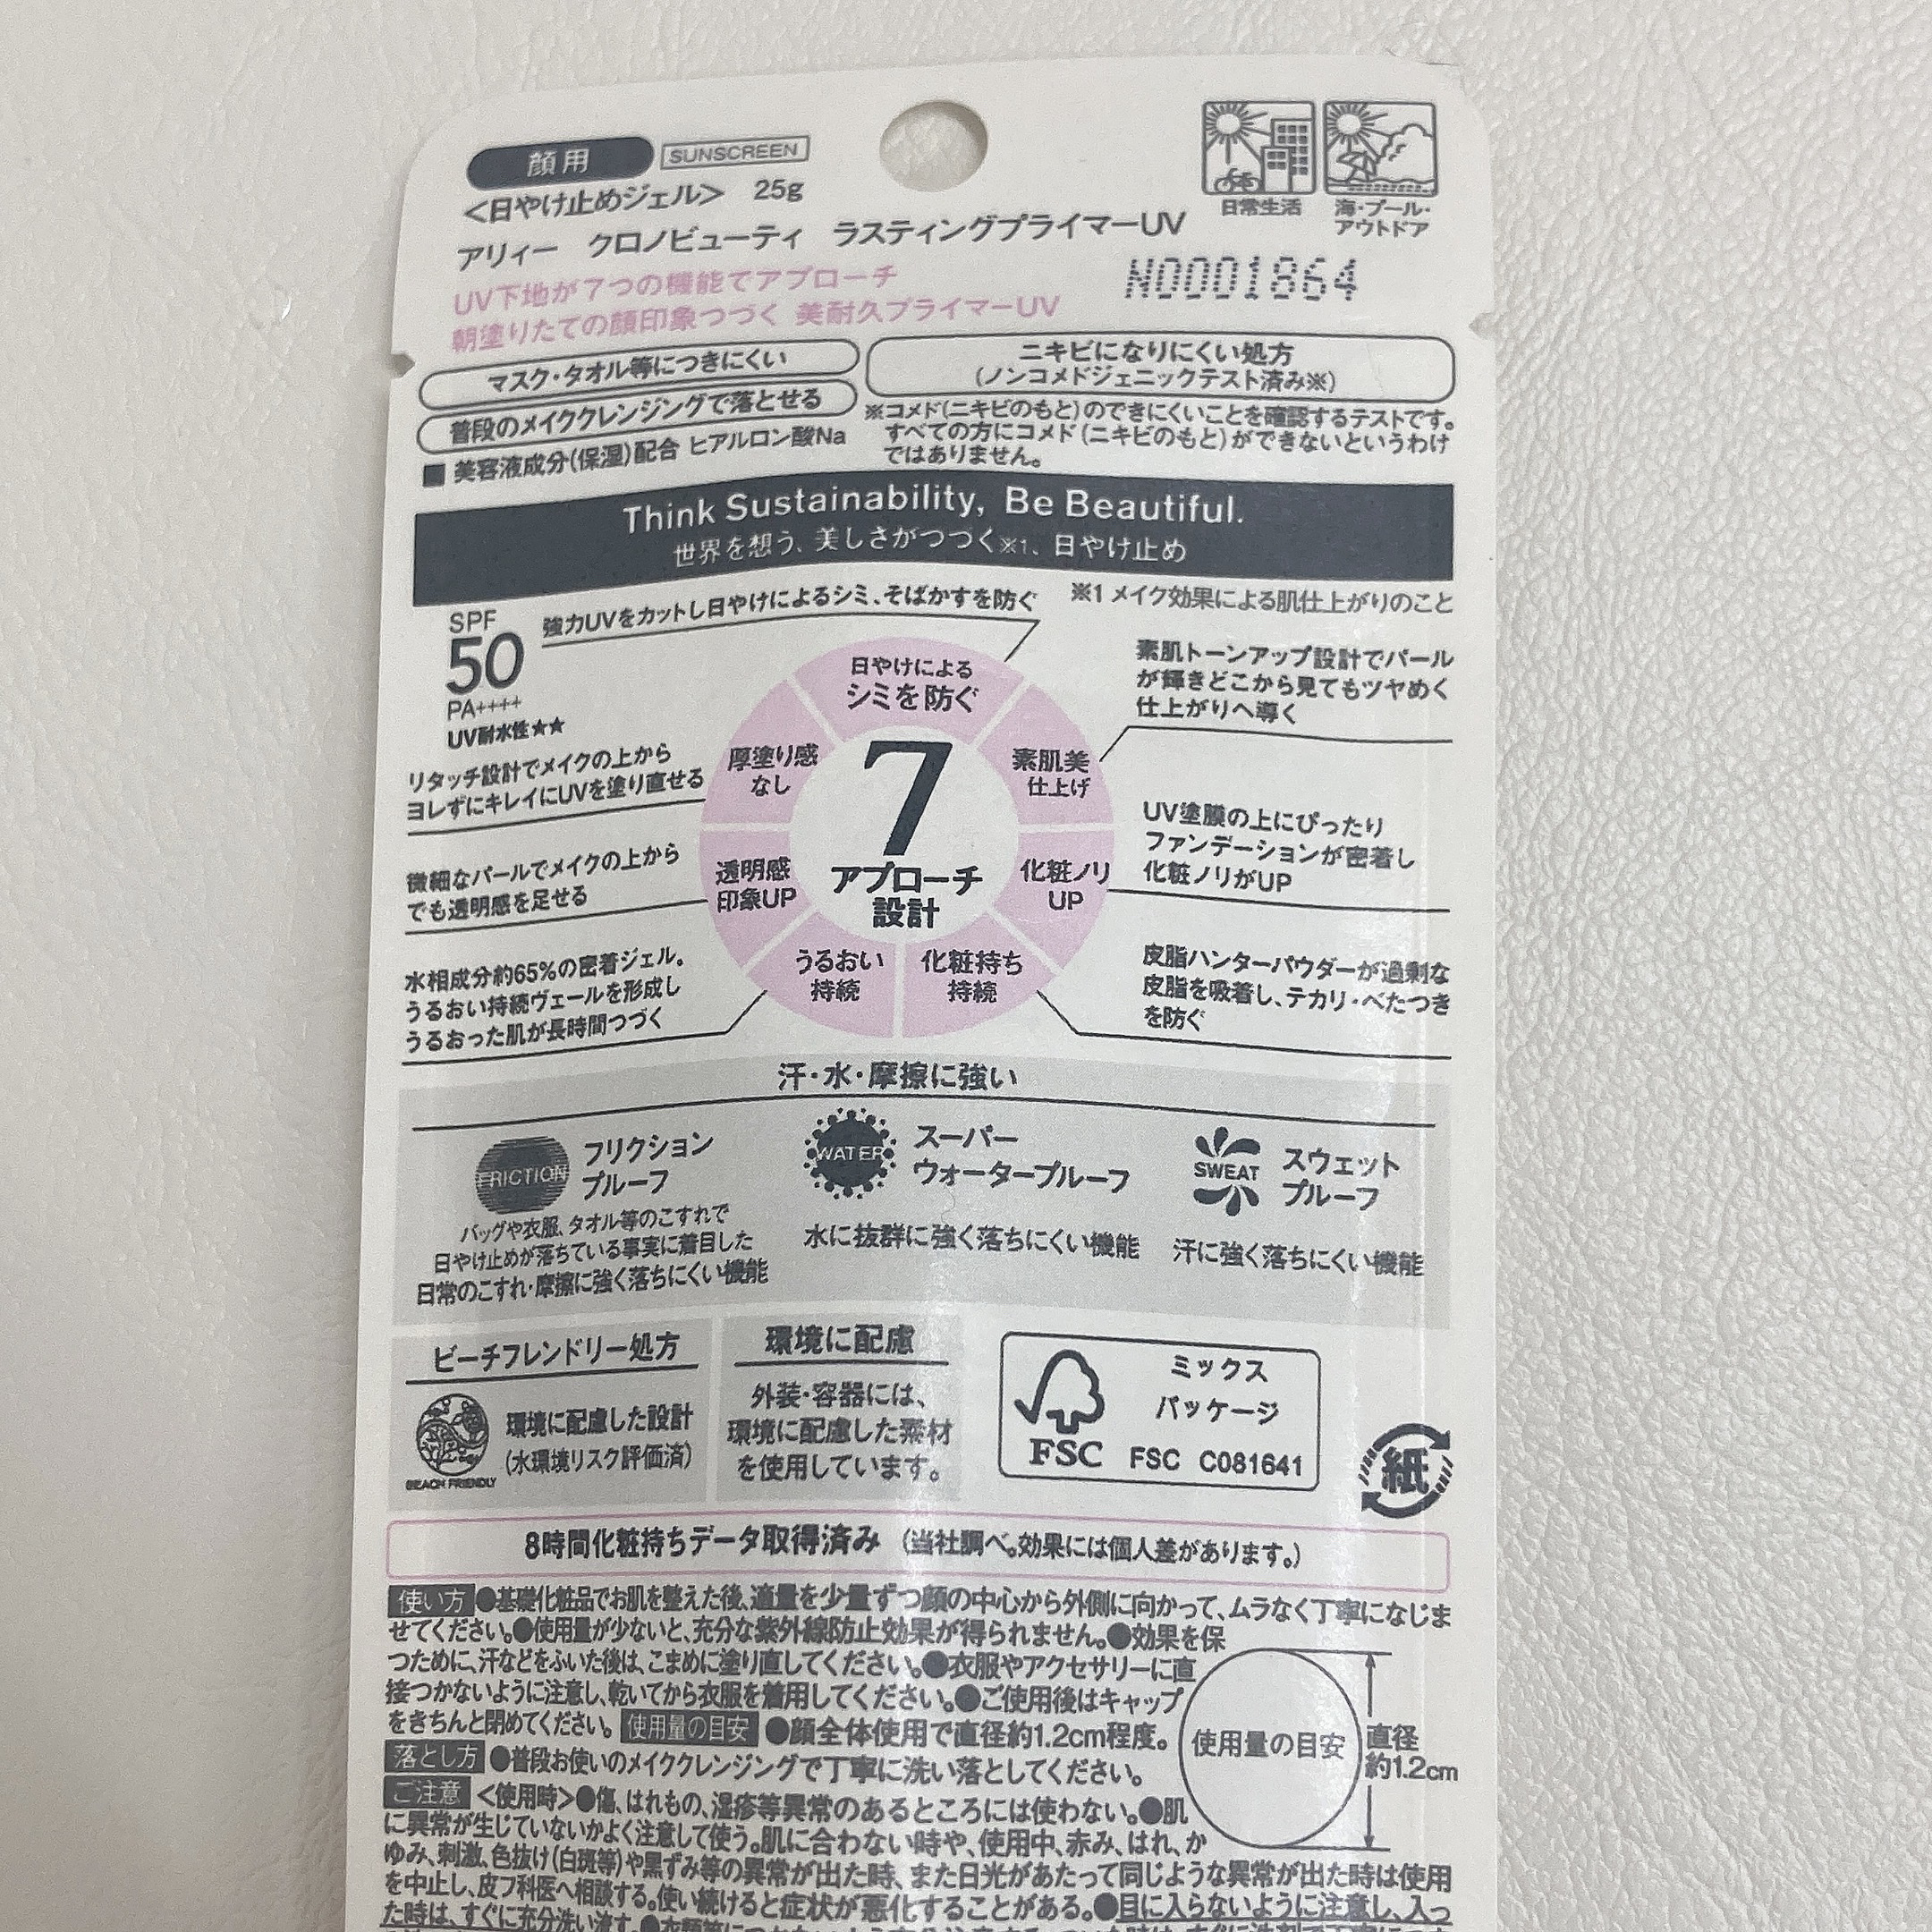 顔用 SUNSCREEN
<日やけ止めジェル> 25g
アリィー クロノビューティ ラスティングプライマーUV
日常生活
海・プール・
アウトドア
UV下地が7つの機能でアプローチ
朝塗りたての顔印象つづく 美耐久プライマーUV
N0001864
マスク・タオル等につきにくい
普段のメイククレンジングで落とせる
■ 美容液成分(保湿)配合 ヒアルロン酸Na
ニキビになりにくい処方
(ノンコメドジェニックテスト済み※)
※コメド(ニキビのもと)のできにくいことを確認するテストです。
すべての方にコメド(ニキビのもと)ができないというわけ
ではありません。
Think Sustainability, Be Beautiful.
世界を想う、美しさがつづく※1、日やけ止め
※1 メイク効果による肌仕上がりのこと
SPF
50
PA++++
UV耐水性★★
強力UVをカットし日やけによるシミ、そばかすを防ぐ
日やけによる
シミを防ぐ
素肌トーンアップ設計でパール
が輝きどこから見てもツヤめく
仕上がりへ導く
素肌美
仕上げ
UV塗膜の上にぴったり
ファンデーションが密着し
化粧ノリがUP
化粧ノリ
UP
皮脂ハンターパウダーが過剰な
皮脂を吸着し、テカリ・べたつき
を防ぐ
化粧持ち
持続
水相成分約65%の密着ジェル。
うるおい持続ヴェールを形成し
うるおった肌が長時間つづく
うるおい
持続
微細なパールでメイクの上から
でも透明感を足せる
透明感
印象UP
リタッチ設計でメイクの上から
ヨレずにキレイにUVを塗り直せる
厚塗り感
なし
7
アプローチ
設計
汗・水・摩擦に強い
FRICTION
フリクション
プルーフ
バッグや衣服、タオル等のこすれで
日やけ止めが落ちている事実に着目した
日常のこすれ・摩擦に強く落ちにくい機能
WATER
スーパー
ウォータープルーフ
水に抜群に強く落ちにくい機能
SWEAT
スウェット
プルーフ
汗に強く落ちにくい機能
ビーチフレンドリー処方
BEACH FRIENDLY
環境に配慮した設計
(水環境リスク評価済)
環境に配慮
外装・容器には、
環境に配慮した素材
を使用しています。
FSC
ミックス
パッケージ
FSC C081641
紙
8時間化粧持ちデータ取得済み (当社調べ。効果には個人差があります。)
使い方 ●基礎化粧品でお肌を整えた後、適量を少量ずつ顔の中心から外側に向かって、ムラなく丁寧になじま
せてください。●使用量が少ないと、充分な紫外線防止効果が得られません。●効果を保
つために、汗などをふいた後は、こまめに塗り直してください。●衣服やアクセサリーに直
接つかないように注意し、乾いてから衣服を着用してください。●ご使用後はキャップ
をきちんと閉めてください。 使用量の目安 ●顔全体使用で直径約1.2cm程度。
使用量の目安
直径
約1.2cm
落とし方 ●普段お使いのメイククレンジングで丁寧に洗い落としてください。
ご注意 <使用時>●傷、はれもの、湿疹等異常のあるところには使わない。●肌
に異常が生じていないかよく注意して使う。肌に合わない時や、使用中、赤み、はれ、か
ゆみ、刺激、色抜け(白斑等)や黒ずみ等の異常が出た時、また日光があたって同じような異常が出た時は使用
を中止し、皮フ科医へ相談する。使い続けると症状が悪化することがある。●目に入らないように注意し、入っ
た時は、すぐに充分洗い流す。